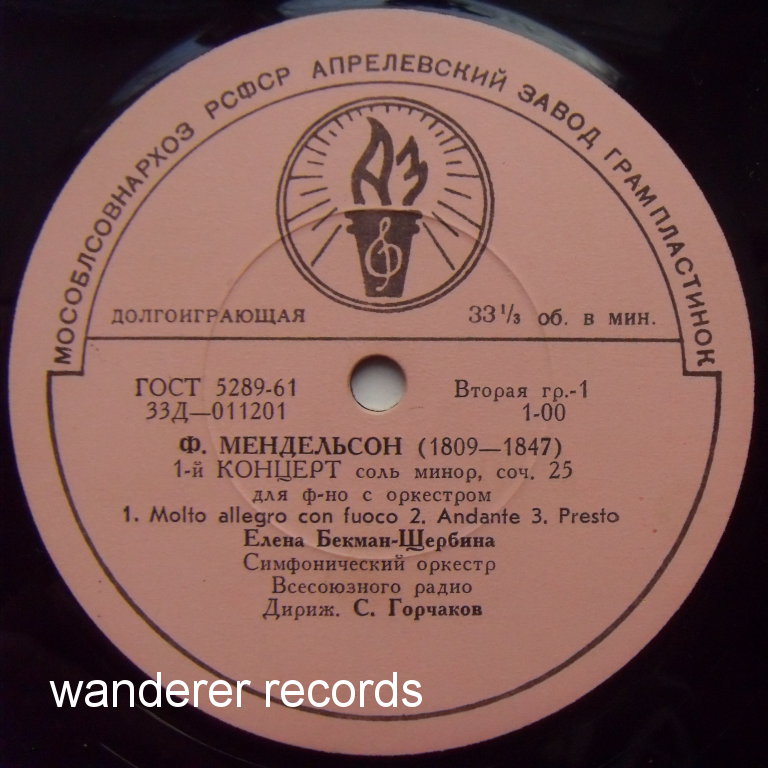 МОСОБЛСОВНАРХОЗ РСФСР АПРЕЛЕВСКИЙ ЗАВОД ГРАМПЛАСТИНОК
АЗ
ДОЛГОИГРАЮЩАЯ 33 1/3 об. в мин.
ГОСТ 5289-61 Вторая гр.-1
33Д—011201 1-00
Ф. МЕНДЕЛЬСОН (1809—1847)
1-й КОНЦЕРТ соль минор, соч. 25
для ф-но с оркестром
1. Molto allegro con fuoco 2. Andante 3. Presto
Елена Бекман-Щербина
Симфонический оркестр
Всесоюзного радио
Дириж. С. Горчаков
wanderer records